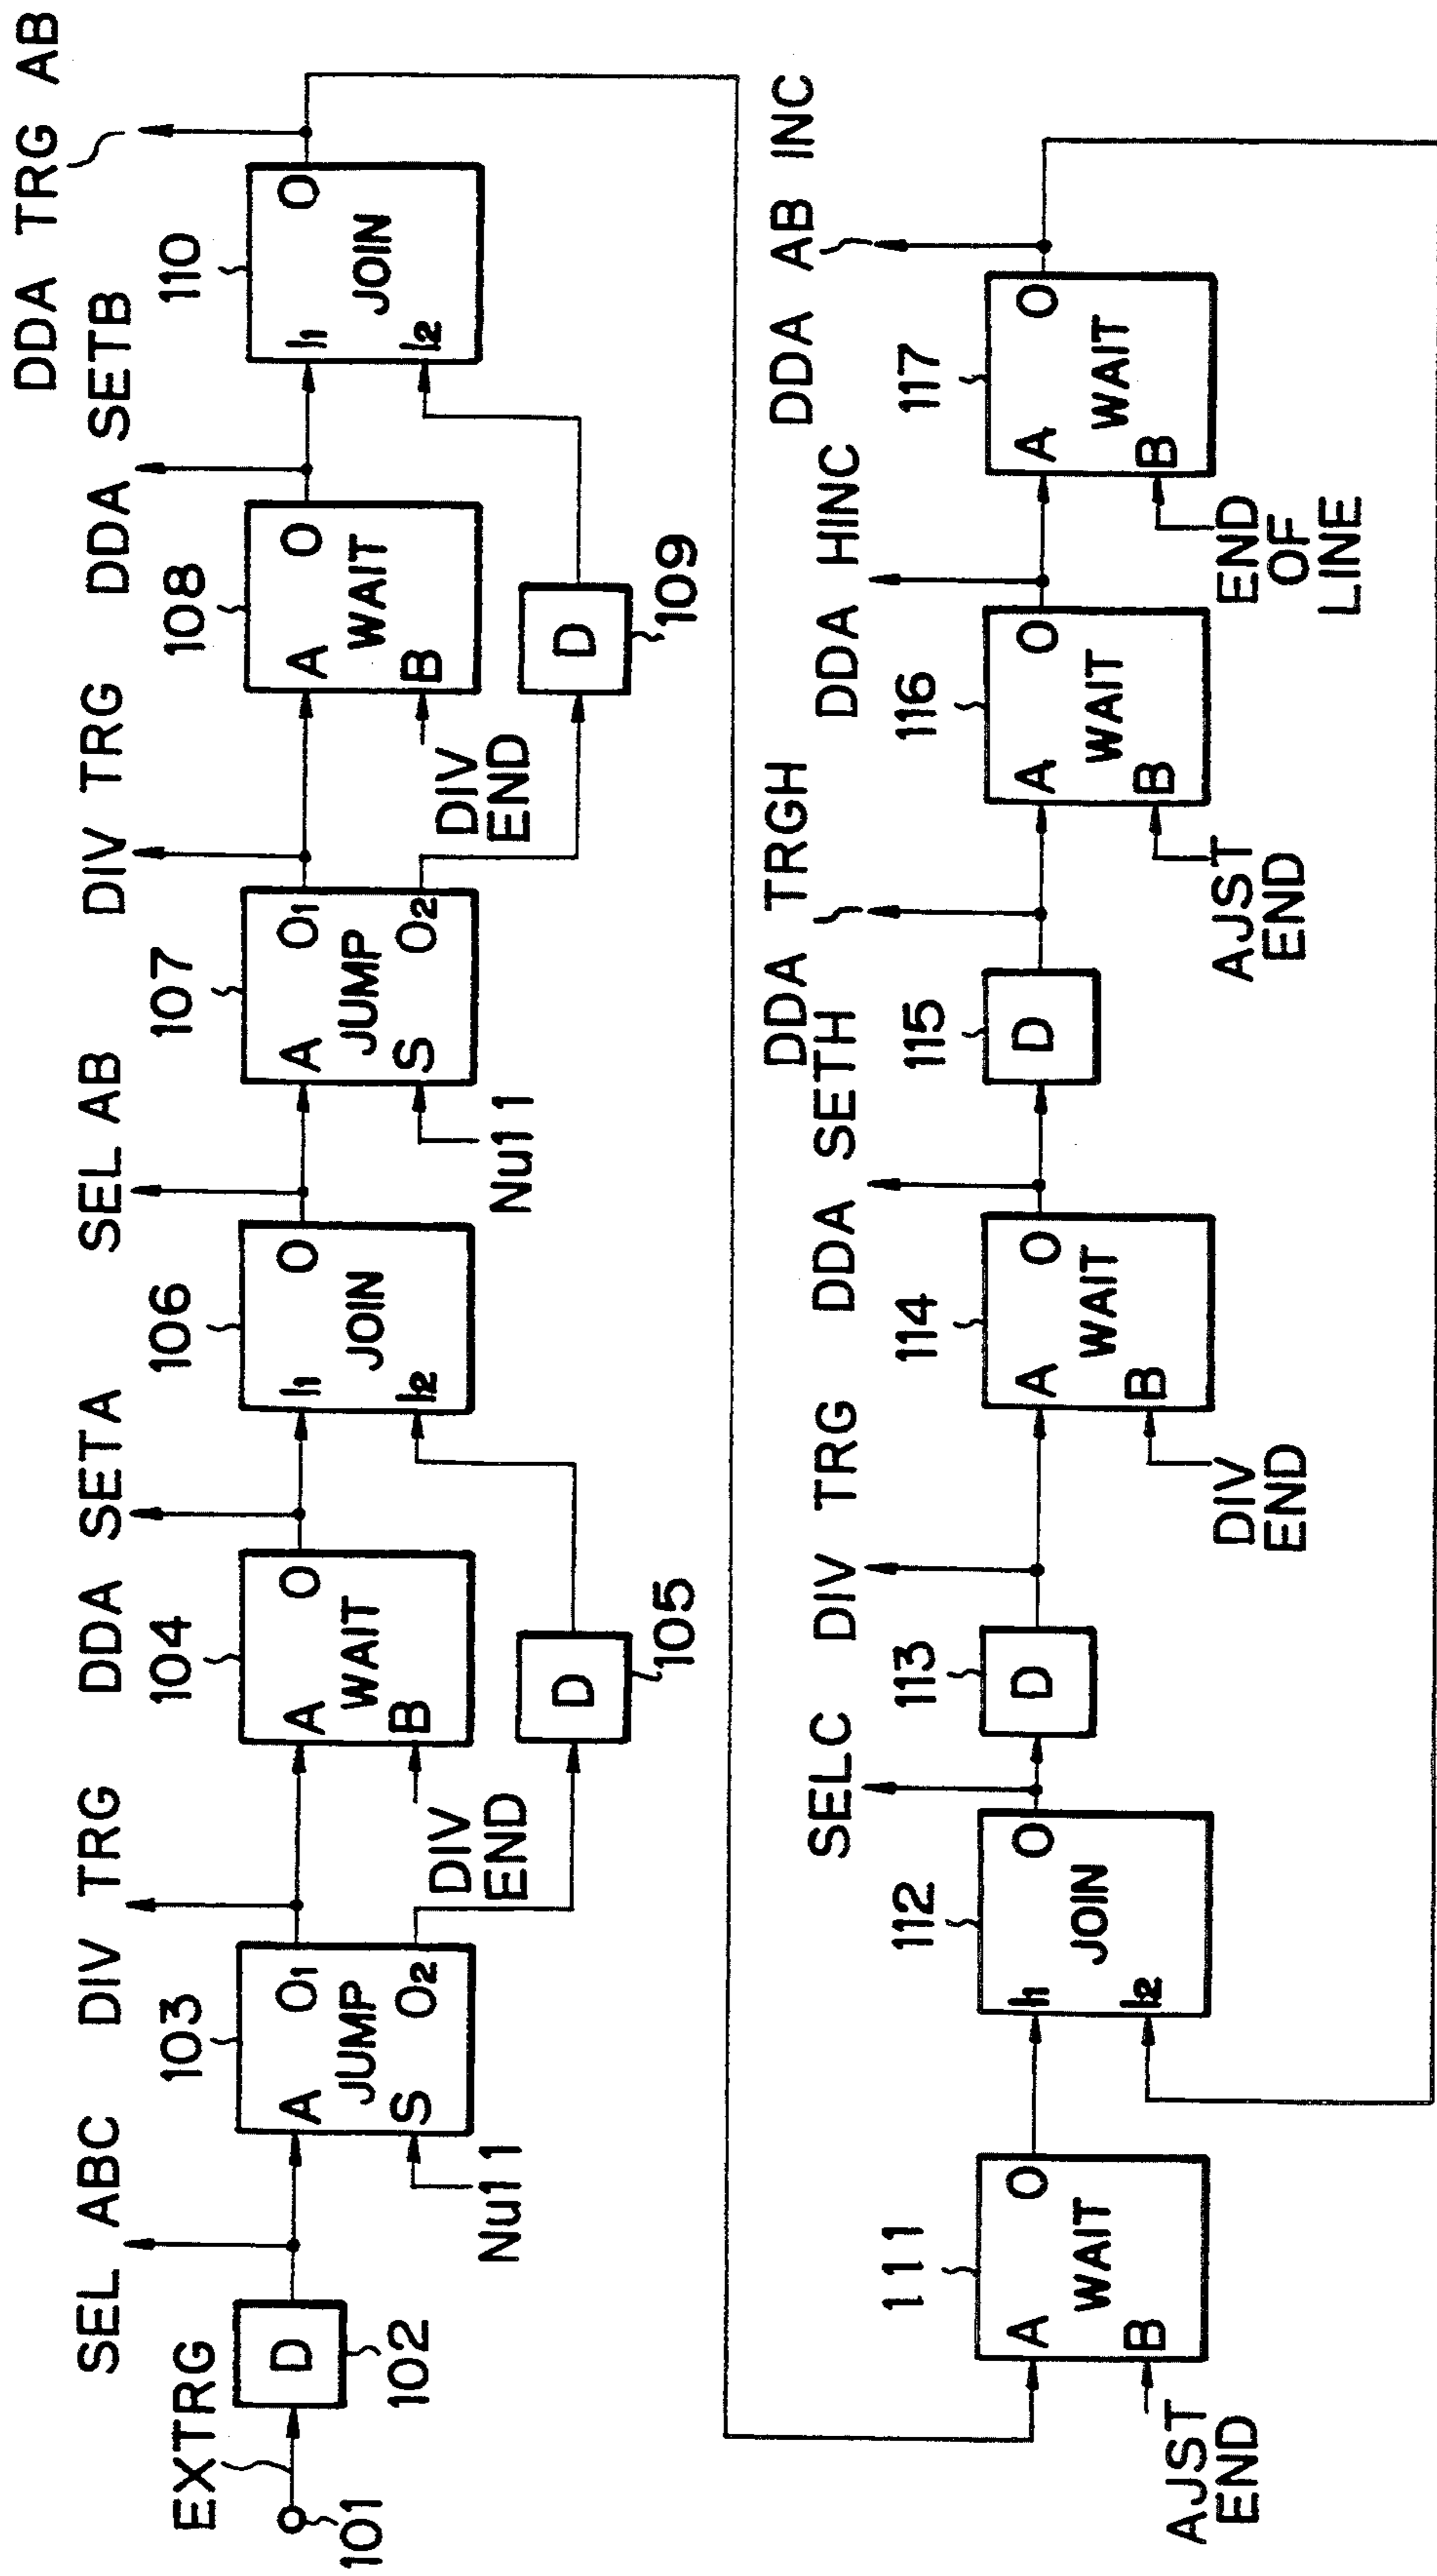 DDA TRG AB
SEL ABC
DIV TRG
DDA SETA
SEL AB
DIV TRG
DDA SETB
EXTRG
101
D
102
103
A
O1
JUMP
S
O2
Null
104
A
O
WAIT
B
DIV
END
D
105
106
I1
O
JOIN
I2
107
A
O1
JUMP
S
O2
Null
108
A
O
WAIT
B
DIV
END
D
109
110
I1
O
JOIN
I2
SELC
DIV TRG
DDA SETH
DDA TRGH
DDA HINC
DDA AB INC
111
A
O
WAIT
B
AJST
END
112
I1
O
JOIN
I2
113
D
114
A
O
WAIT
B
DIV
END
115
D
116
A
O
WAIT
B
AJST
END
117
A
O
WAIT
B
END
OF
LINE